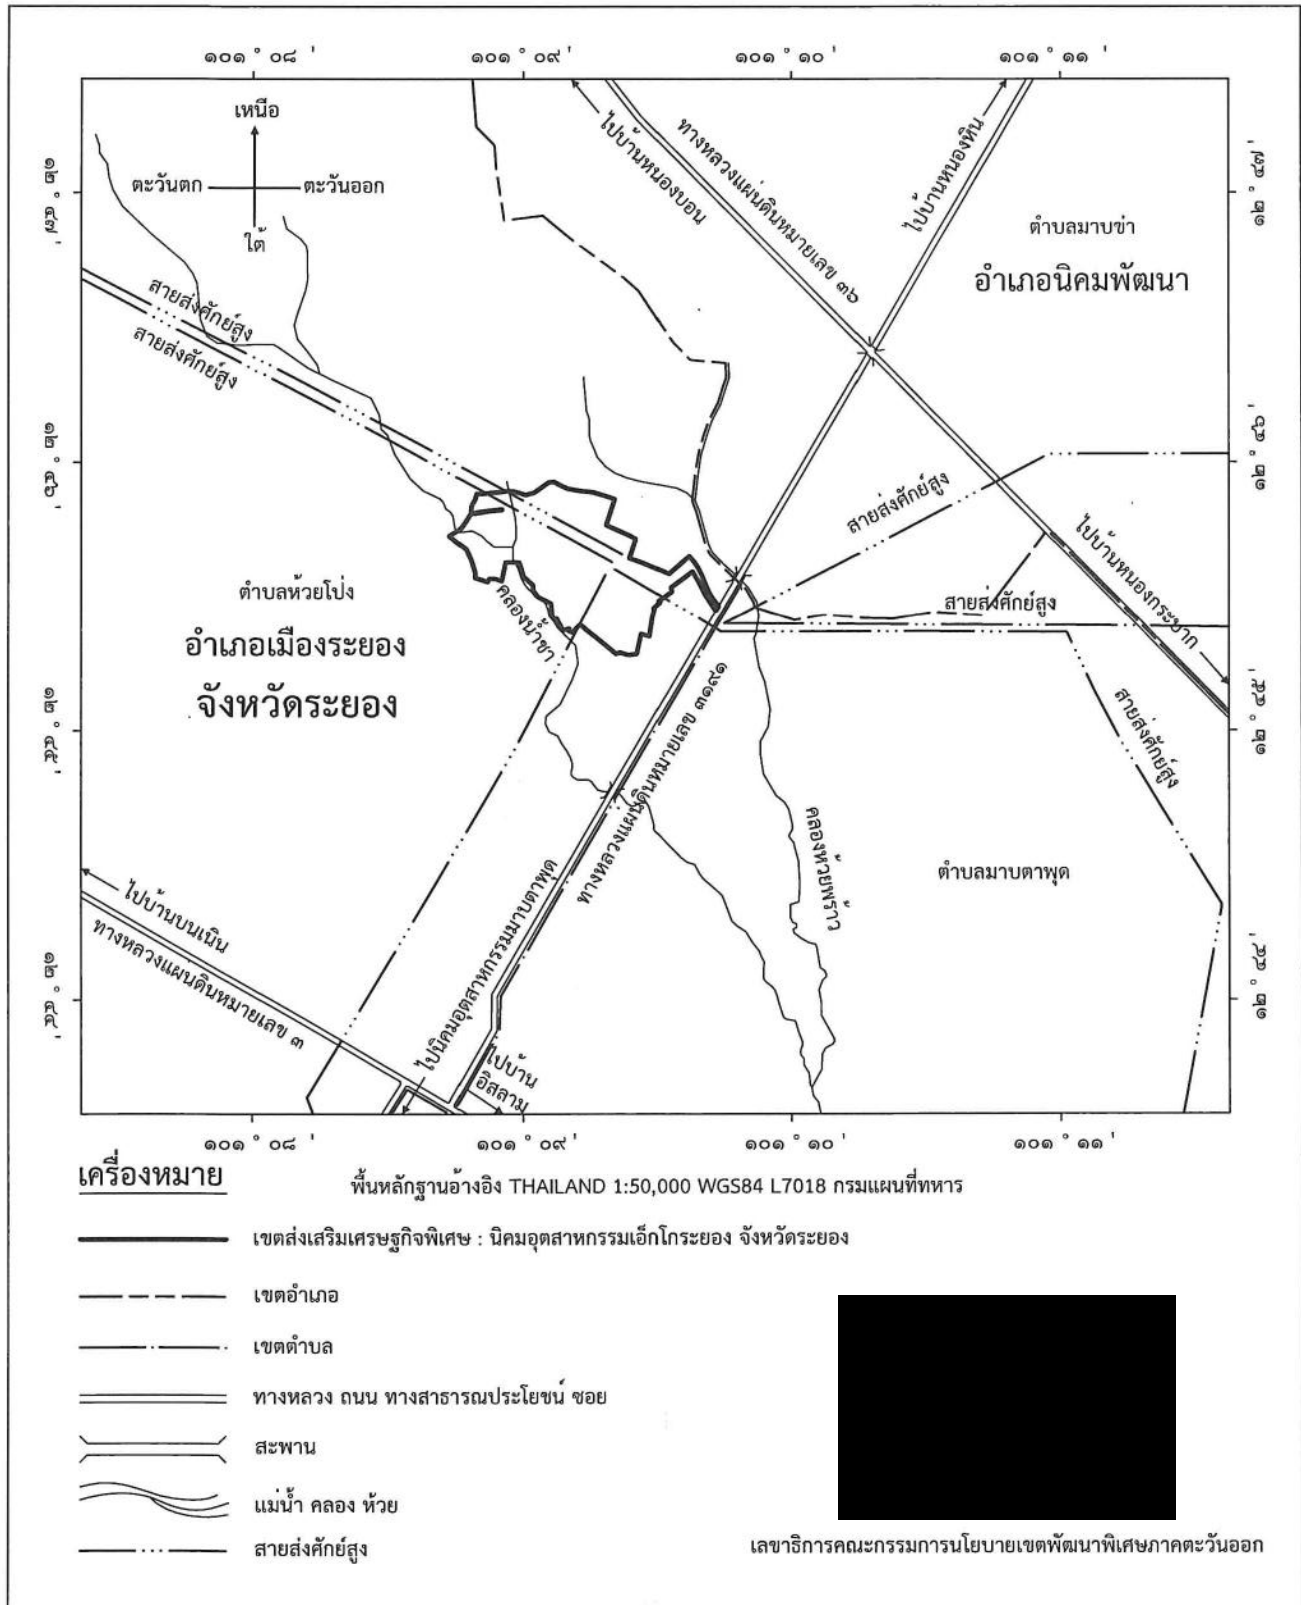 ๑๐๑ ° ๐๘ '
๑๐๑ ° ๐๙ '
๑๐๑ ° ๑๐ '
๑๐๑ ° ๑๑ '
เหนือ
ตะวันตก
ตะวันออก
ใต้
๑๒ ° ๔๗ '
๑๒ ° ๔๗ '
ไปบ้านหนองบอน
ทางหลวงแผ่นดินหมายเลข ๓๖
ไปบ้านหนองหิน
ตำบลมาบข่า
อำเภอนิคมพัฒนา
สายส่งศักย์สูง
สายส่งศักย์สูง
๑๒ ° ๔๖ '
๑๒ ° ๔๖ '
สายส่งศักย์สูง
ไปบ้านหนองกระบาก
สายส่งศักย์สูง
ตำบลห้วยโป่ง
อำเภอเมืองระยอง
จังหวัดระยอง
คลองน้ำชา
๑๒ ° ๔๕ '
๑๒ ° ๔๕ '
ทางหลวงแผ่นดินหมายเลข ๓๑๙๑
สายส่งศักย์สูง
คลองห้วยพร้าว
ตำบลมาบตาพุด
ไปบ้านบนเนิน
ทางหลวงแผ่นดินหมายเลข ๓
ไปนิคมอุตสาหกรรมมาบตาพุด
ไปบ้าน
อิสลาม
๑๒ ° ๔๔ '
๑๒ ° ๔๔ '
๑๐๑ ° ๐๘ '
๑๐๑ ° ๐๙ '
๑๐๑ ° ๑๐ '
๑๐๑ ° ๑๑ '
เครื่องหมาย
พื้นหลักฐานอ้างอิง THAILAND 1:50,000 WGS84 L7018 กรมแผนที่ทหาร
เขตส่งเสริมเศรษฐกิจพิเศษ : นิคมอุตสาหกรรมเอ็กโกระยอง จังหวัดระยอง
เขตอำเภอ
เขตตำบล
ทางหลวง ถนน ทางสาธารณประโยชน์ ซอย
สะพาน
แม่น้ำ คลอง ห้วย
สายส่งศักย์สูง
เลขาธิการคณะกรรมการนโยบายเขตพัฒนาพิเศษภาคตะวันออก